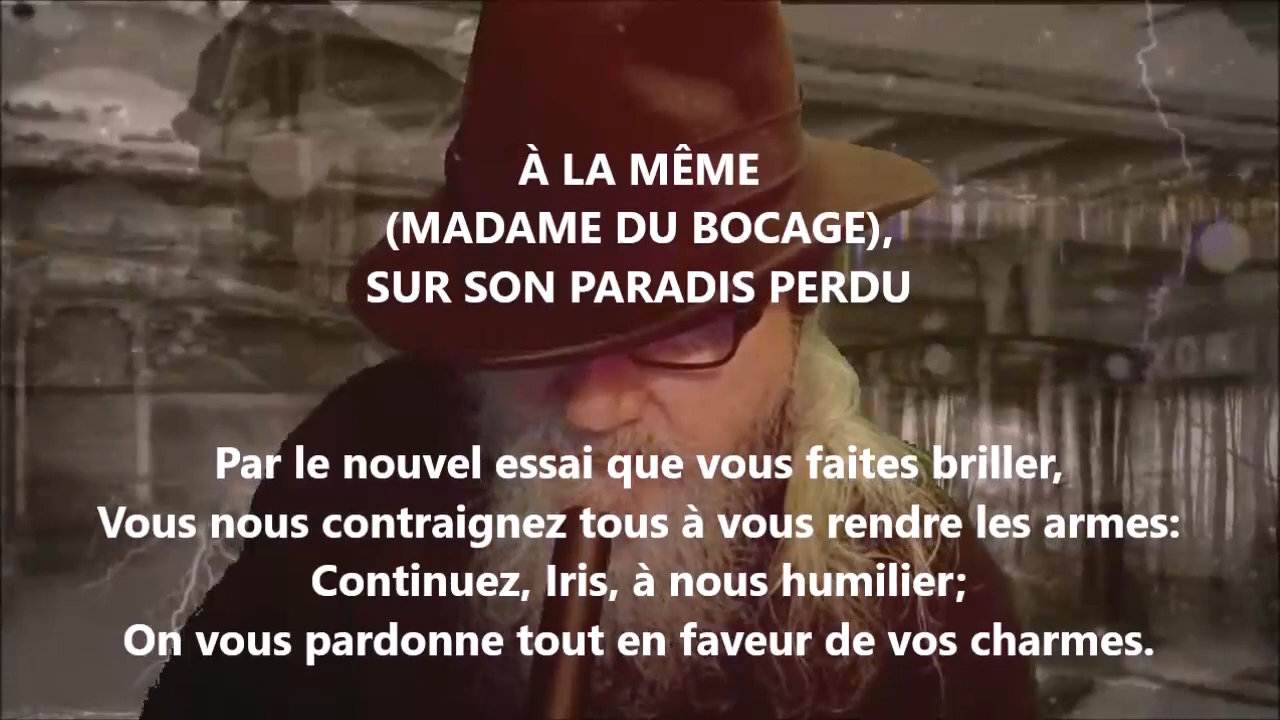 À LA MÊME
(MADAME DU BOCAGE),
SUR SON PARADIS PERDU
Par le nouvel essai que vous faites briller,
Vous nous contraignez tous à vous rendre les armes:
Continuez, Iris, à nous humilier;
On vous pardonne tout en faveur de vos charmes.